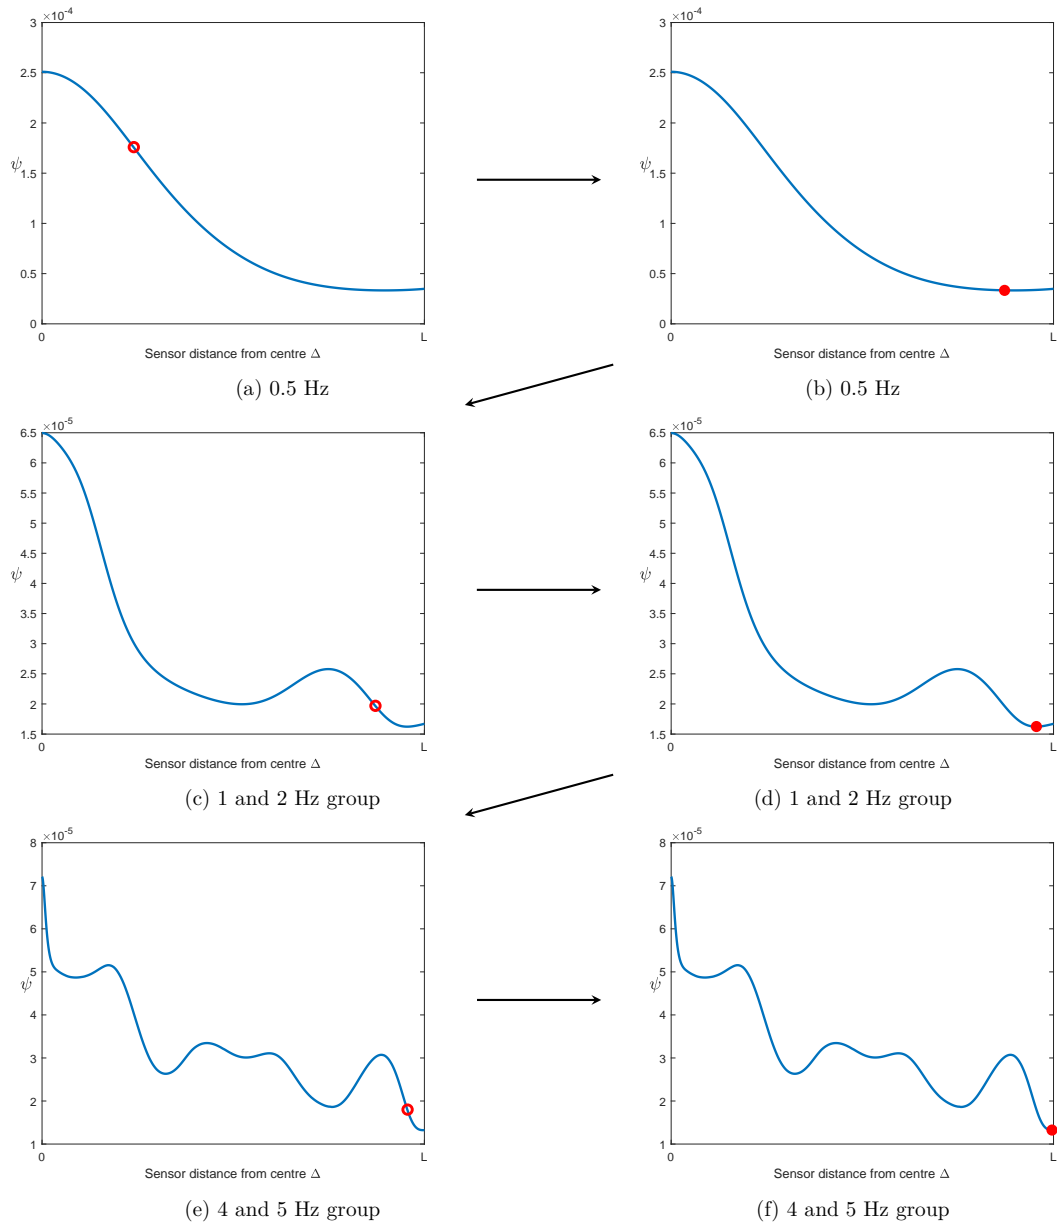 ×10⁻⁴
3
2.5
2
ψ
1.5
1
0.5
0
0 L
Sensor distance from centre Δ
(a) 0.5 Hz
×10⁻⁴
3
2.5
2
ψ
1.5
1
0.5
0
0 L
Sensor distance from centre Δ
(b) 0.5 Hz
×10⁻⁵
6.5
6
5.5
5
4.5
ψ
4
3.5
3
2.5
2
1.5
0 L
Sensor distance from centre Δ
(c) 1 and 2 Hz group
×10⁻⁵
6.5
6
5.5
5
4.5
ψ
4
3.5
3
2.5
2
1.5
0 L
Sensor distance from centre Δ
(d) 1 and 2 Hz group
×10⁻⁵
8
7
6
5
ψ
4
3
2
1
0 L
Sensor distance from centre Δ
(e) 4 and 5 Hz group
×10⁻⁵
8
7
6
5
ψ
4
3
2
1
0 L
Sensor distance from centre Δ
(f) 4 and 5 Hz group